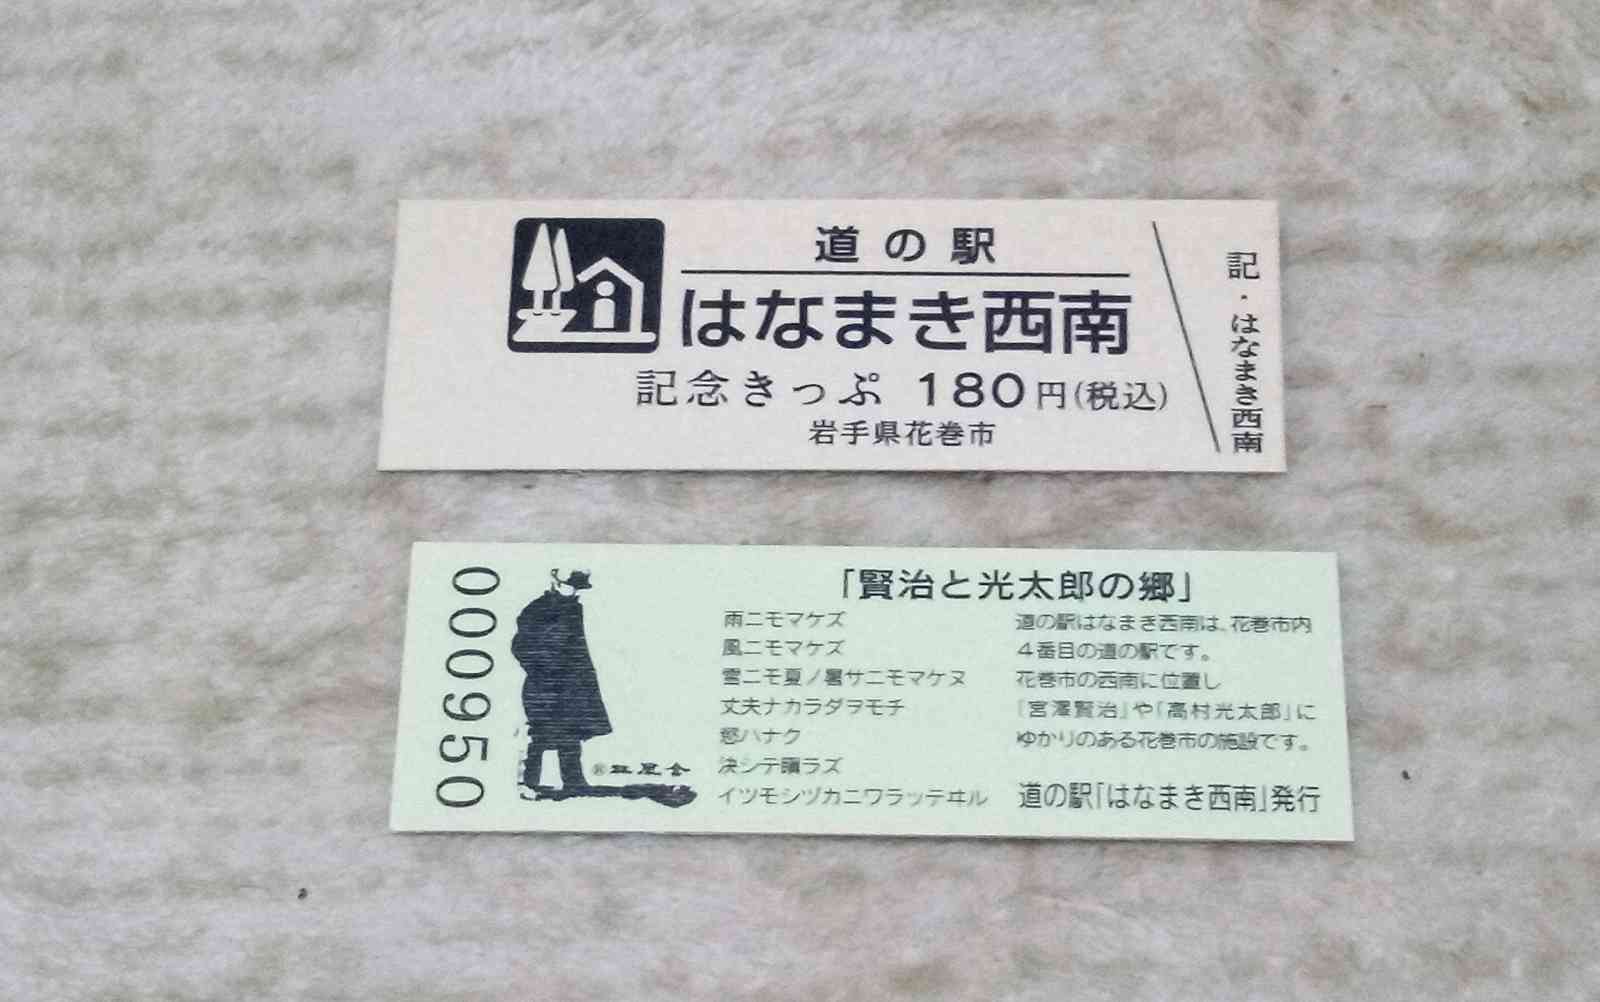 道の駅
はなまき西南
記念きっぷ 180円(税込)
岩手県花巻市
記・はなまき西南
000950
「賢治と光太郎の郷」
雨ニモマケズ
風ニモマケズ
雪ニモ夏ノ暑サニモマケヌ
丈夫ナカラダヲモチ
慾ハナク
決シテ瞋ラズ
イツモシヅカニワラッテヰル
道の駅はなまき西南は、花巻市内
4番目の道の駅です。
花巻市の西南に位置し
「宮澤賢治」や「高村光太郎」に
ゆかりのある花巻市の施設です。
道の駅「はなまき西南」発行